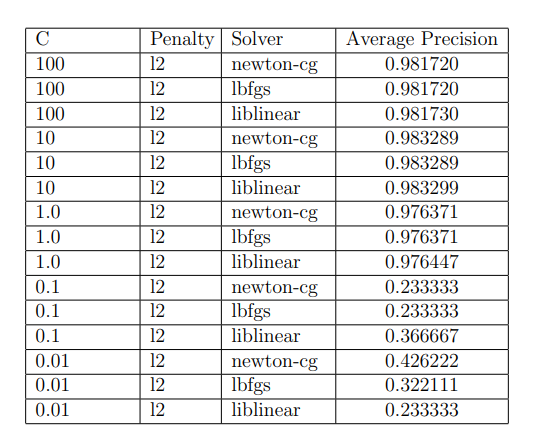 C Penalty Solver Average Precision
100 l2 newton-cg 0.981720
100 l2 lbfgs 0.981720
100 l2 liblinear 0.981730
10 l2 newton-cg 0.983289
10 l2 lbfgs 0.983289
10 l2 liblinear 0.983299
1.0 l2 newton-cg 0.976371
1.0 l2 lbfgs 0.976371
1.0 l2 liblinear 0.976447
0.1 l2 newton-cg 0.233333
0.1 l2 lbfgs 0.233333
0.1 l2 liblinear 0.366667
0.01 l2 newton-cg 0.426222
0.01 l2 lbfgs 0.322111
0.01 l2 liblinear 0.233333